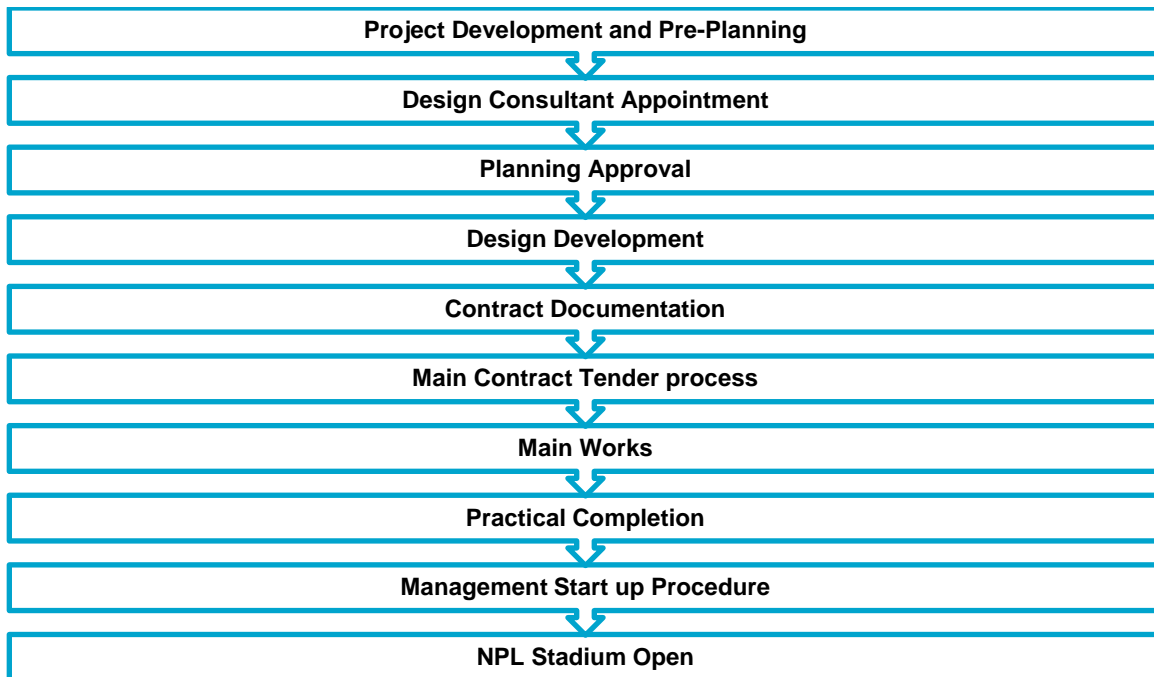 Project Development and Pre-Planning
Design Consultant Appointment
Planning Approval
Design Development
Contract Documentation
Main Contract Tender process
Main Works
Practical Completion
Management Start up Procedure
NPL Stadium Open